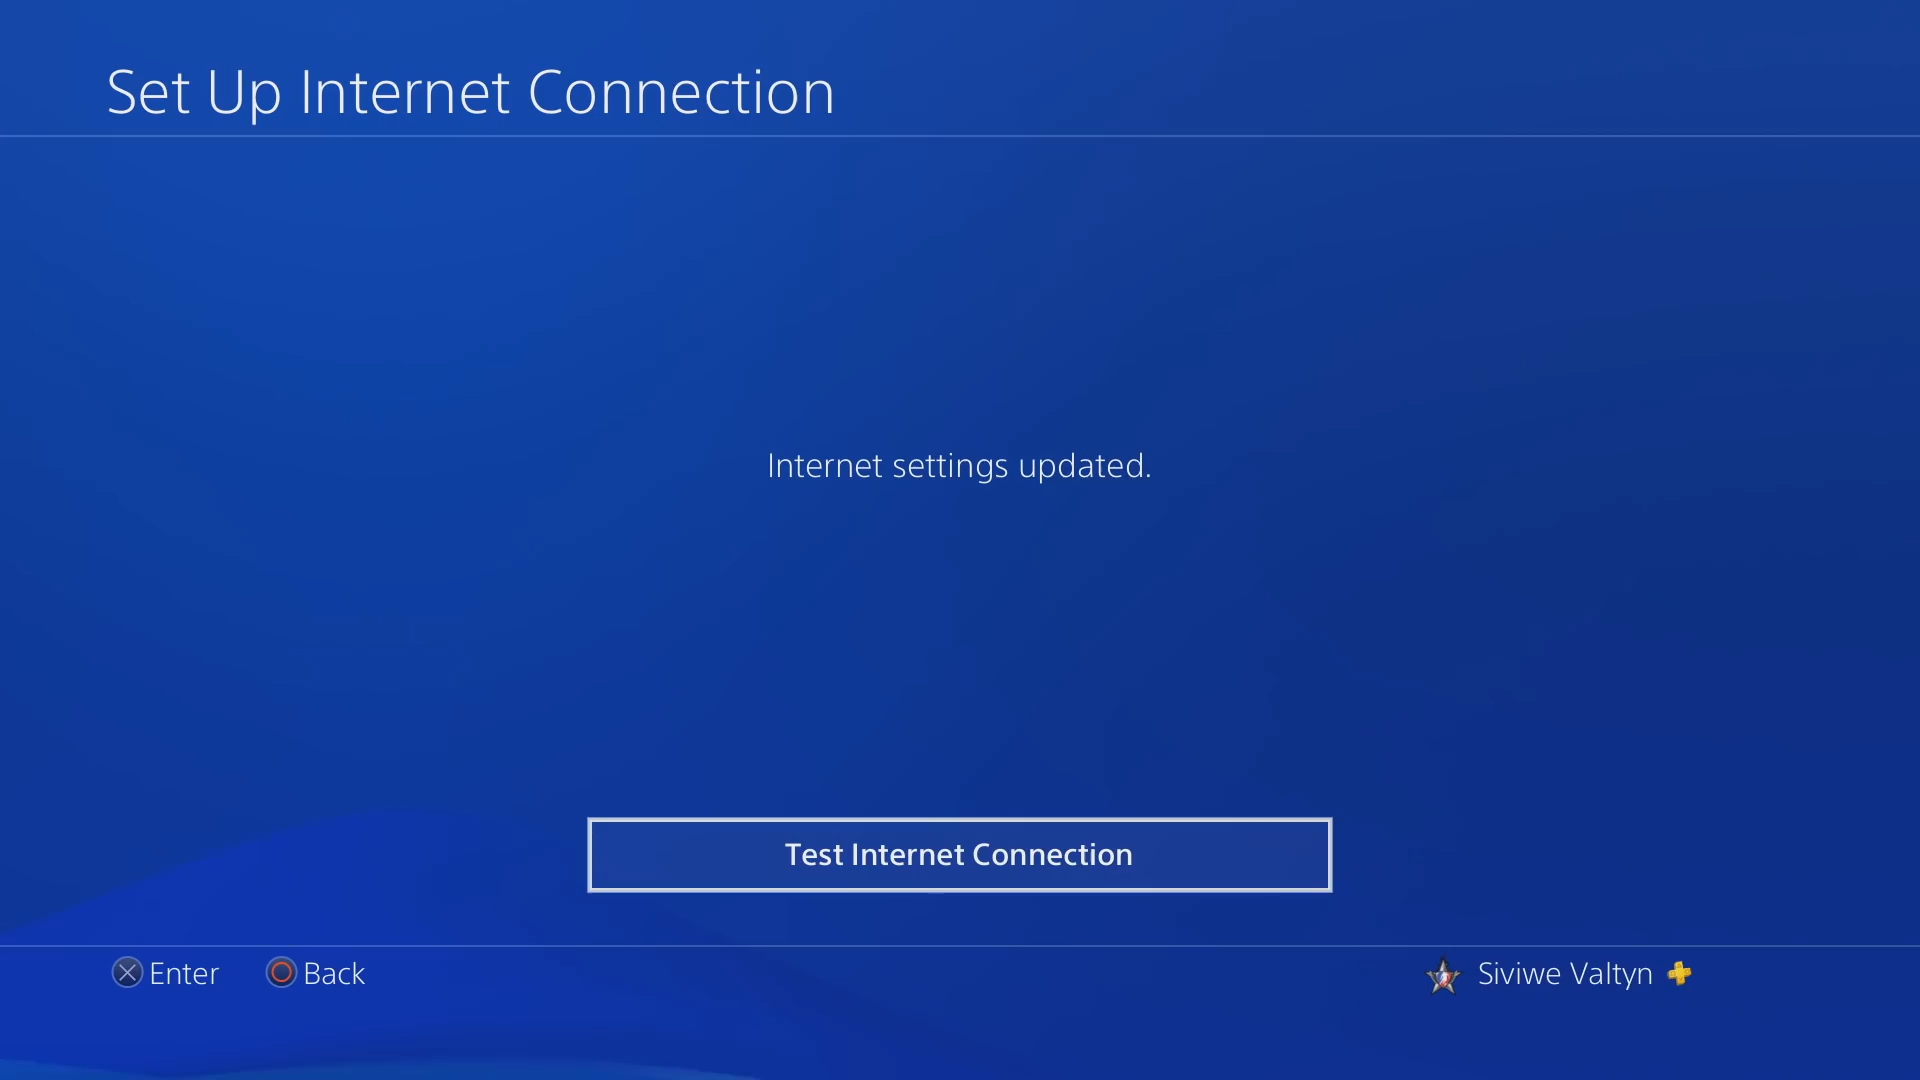 Set Up Internet Connection
Internet settings updated.
Test Internet Connection
Enter Back Siviwe Valtyn